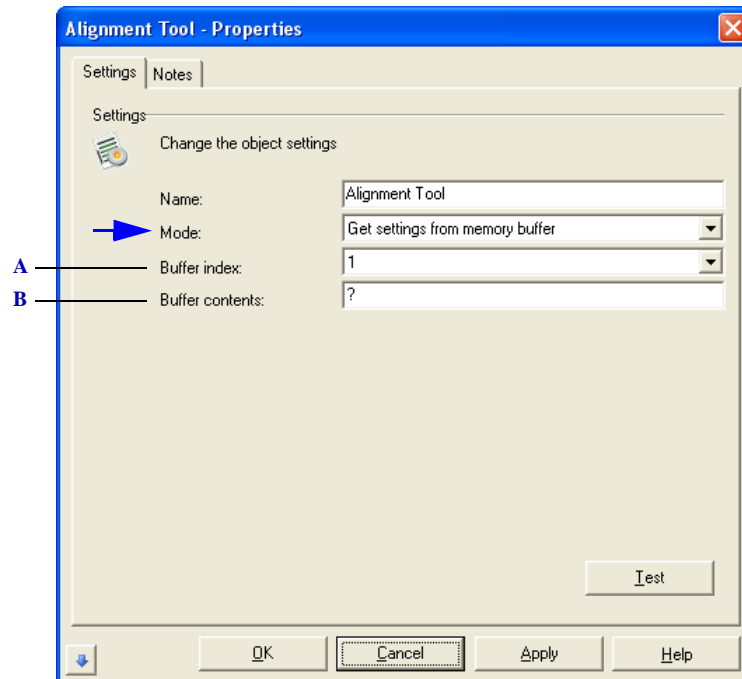 Alignment Tool - Properties
Settings Notes
Settings
Change the object settings
Name: Alignment Tool
Mode: Get settings from memory buffer
A Buffer index: 1
B Buffer contents: ?
Test
OK Cancel Apply Help